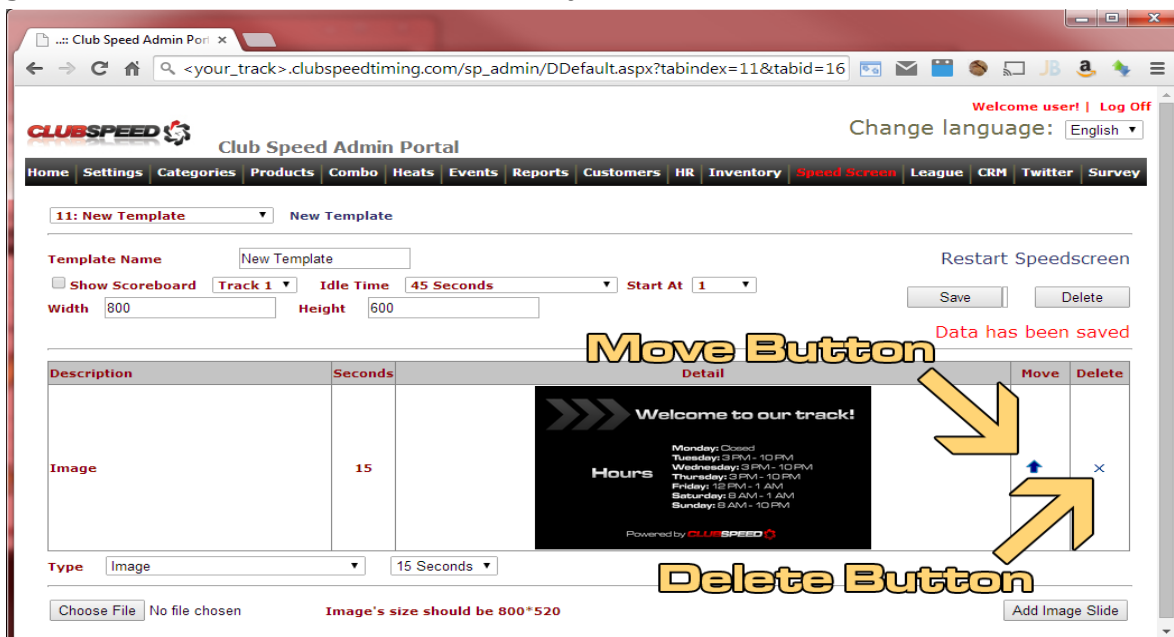 ..:: Club Speed Admin Por
<your_track>.clubspeedtiming.com/sp_admin/DDefault.aspx?tabindex=11&tabid=16
JB
Welcome user! | Log Off
CLUBSPEED
Club Speed Admin Portal
Change language: English
Home Settings Categories Products Combo Heats Events Reports Customers HR Inventory Speed Screen League CRM Twitter Survey
11: New Template New Template
Template Name New Template
Restart Speedscreen
Show Scoreboard Track 1 Idle Time 45 Seconds Start At 1
Save Delete
Width 800 Height 600
Data has been saved
Move Button
Description Seconds Detail Move Delete
Welcome to our track!
Monday: Closed
Tuesday: 3 PM - 10 PM
Wednesday: 3 PM - 10 PM
Hours
Thursday: 3 PM - 10 PM
Friday: 12 PM - 1 AM
Saturday: 8 AM - 1 AM
Sunday: 8 AM - 10 PM
Powered by CLUBSPEED
Image 15
Type Image 15 Seconds
Delete Button
Choose File No file chosen Image's size should be 800*520 Add Image Slide